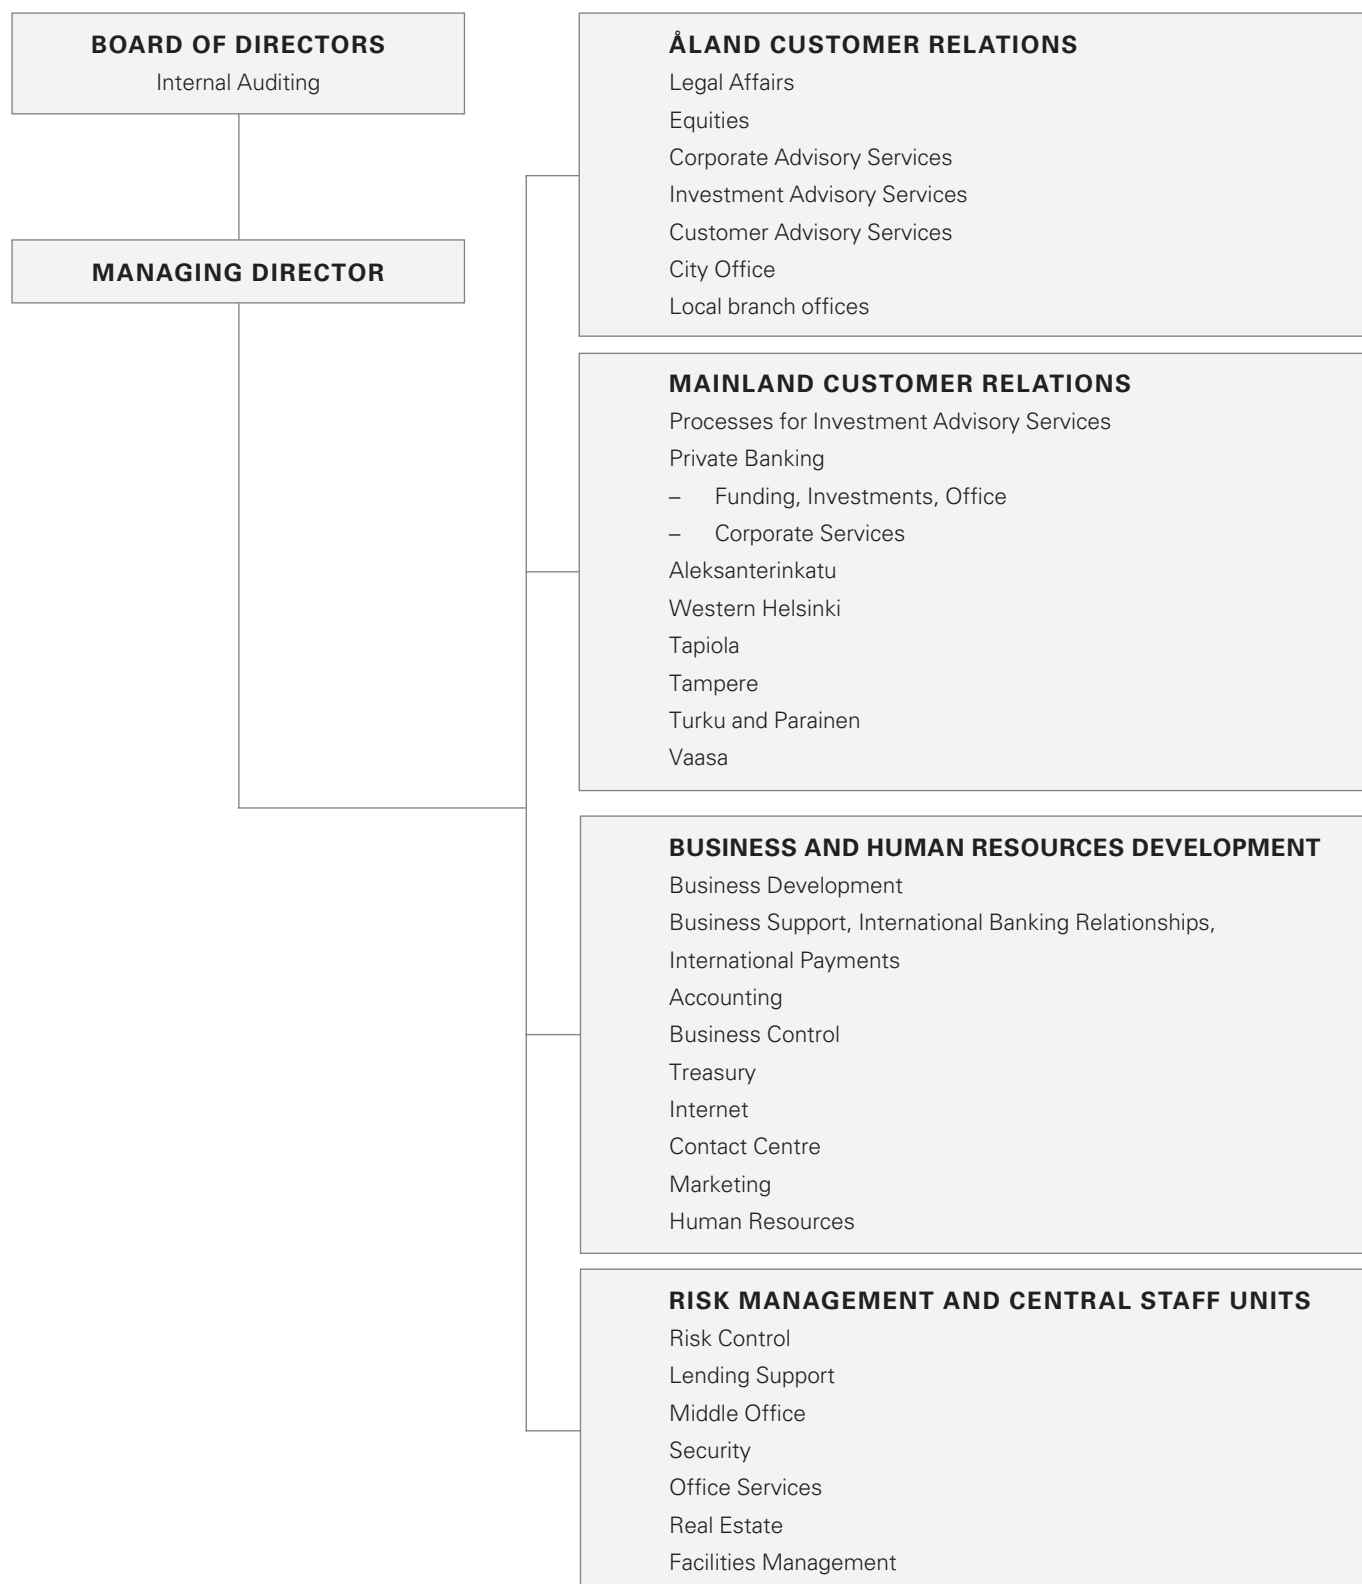 BOARD OF DIRECTORS
Internal Auditing
MANAGING DIRECTOR
ÅLAND CUSTOMER RELATIONS
Legal Affairs
Equities
Corporate Advisory Services
Investment Advisory Services
Customer Advisory Services
City Office
Local branch offices
MAINLAND CUSTOMER RELATIONS
Processes for Investment Advisory Services
Private Banking
– Funding, Investments, Office
– Corporate Services
Aleksanterinkatu
Western Helsinki
Tapiola
Tampere
Turku and Parainen
Vaasa
BUSINESS AND HUMAN RESOURCES DEVELOPMENT
Business Development
Business Support, International Banking Relationships,
International Payments
Accounting
Business Control
Treasury
Internet
Contact Centre
Marketing
Human Resources
RISK MANAGEMENT AND CENTRAL STAFF UNITS
Risk Control
Lending Support
Middle Office
Security
Office Services
Real Estate
Facilities Management